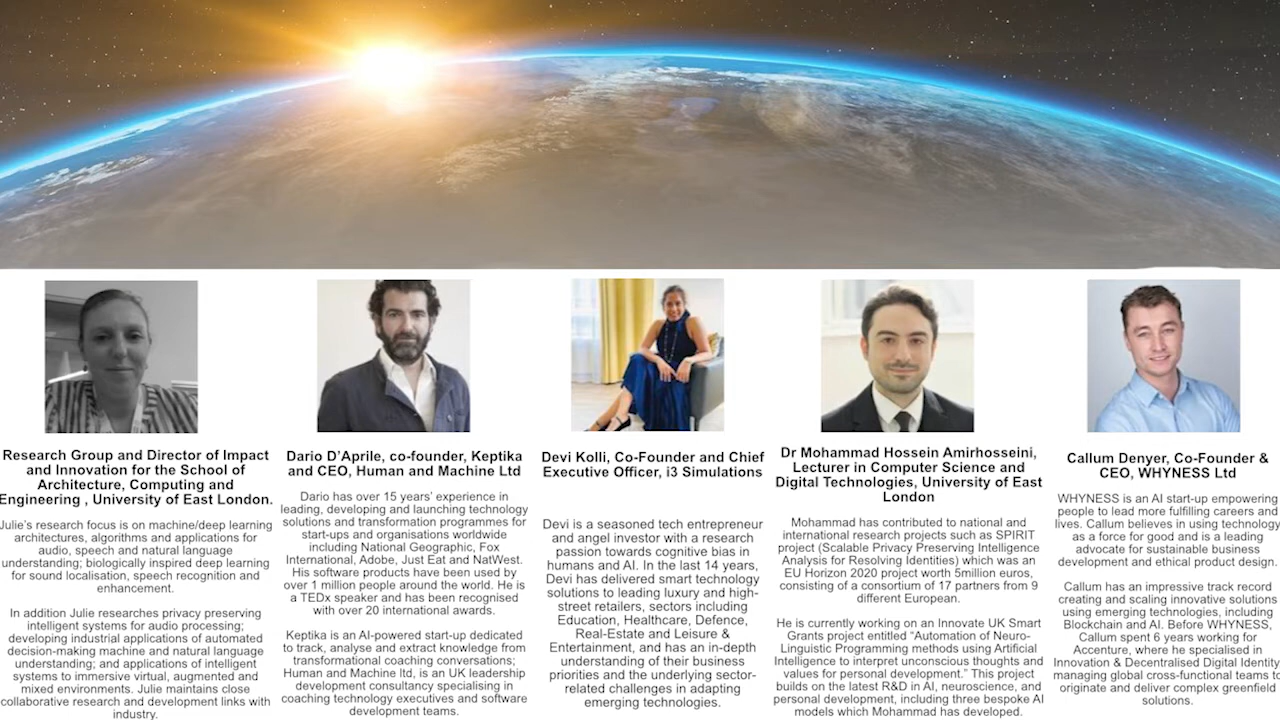 Research Group and Director of Impact
and Innovation for the School of
Architecture, Computing and
Engineering , University of East London.
Julie's research focus is on machine/deep learning
architectures, algorithms and applications for
audio, speech and natural language
understanding; biologically inspired deep learning
for sound localisation, speech recognition and
enhancement.
In addition Julie researches privacy preserving
intelligent systems for audio processing;
developing industrial applications of automated
decision-making machine and natural language
understanding; and applications of intelligent
systems to immersive virtual, augmented and
mixed environments. Julie maintains close
collaborative research and development links with
industry.
Dario D'Aprile, co-founder, Keptika
and CEO, Human and Machine Ltd
Dario has over 15 years' experience in
leading, developing and launching technology
solutions and transformation programmes for
start-ups and organisations worldwide
including National Geographic, Fox
International, Adobe, Just Eat and NatWest.
His software products have been used by
over 1 million people around the world. He is
a TEDx speaker and has been recognised
with over 20 international awards.
Keptika is an AI-powered start-up dedicated
to track, analyse and extract knowledge from
transformational coaching conversations;
Human and Machine ltd, is an UK leadership
development consultancy specialising in
coaching technology executives and software
development teams.
Devi Kolli, Co-Founder and Chief
Executive Officer, i3 Simulations
Devi is a seasoned tech entrepreneur
and angel investor with a research
passion towards cognitive bias in
humans and AI. In the last 14 years,
Devi has delivered smart technology
solutions to leading luxury and high-
street retailers, sectors including
Education, Healthcare, Defence,
Real-Estate and Leisure &
Entertainment, and has an in-depth
understanding of their business
priorities and the underlying sector-
related challenges in adapting
emerging technologies.
Dr Mohammad Hossein Amirhosseini,
Lecturer in Computer Science and
Digital Technologies, University of East
London
Mohammad has contributed to national and
international research projects such as SPIRIT
project (Scalable Privacy Preserving Intelligence
Analysis for Resolving Identities) which was an
EU Horizon 2020 project worth 5million euros,
consisting of a consortium of 17 partners from 9
different European.
He is currently working on an Innovate UK Smart
Grants project entitled "Automation of Neuro-
Linguistic Programming methods using Artificial
Intelligence to interpret unconscious thoughts and
values for personal development." This project
builds on the latest R&D in AI, neuroscience, and
personal development, including three bespoke AI
models which Mohammad has developed.
Callum Denyer, Co-Founder &
CEO, WHYNESS Ltd
WHYNESS is an AI start-up empowering
people to lead more fulfilling careers and
lives. Callum believes in using technology
as a force for good and is a leading
advocate for sustainable business
development and ethical product design.
Callum has an impressive track record
creating and scaling innovative solutions
using emerging technologies, including
Blockchain and AI. Before WHYNESS,
Callum spent 6 years working for
Accenture, where he specialised in
Innovation & Decentralised Digital Identity
managing global cross-functional teams to
originate and deliver complex greenfield
solutions.